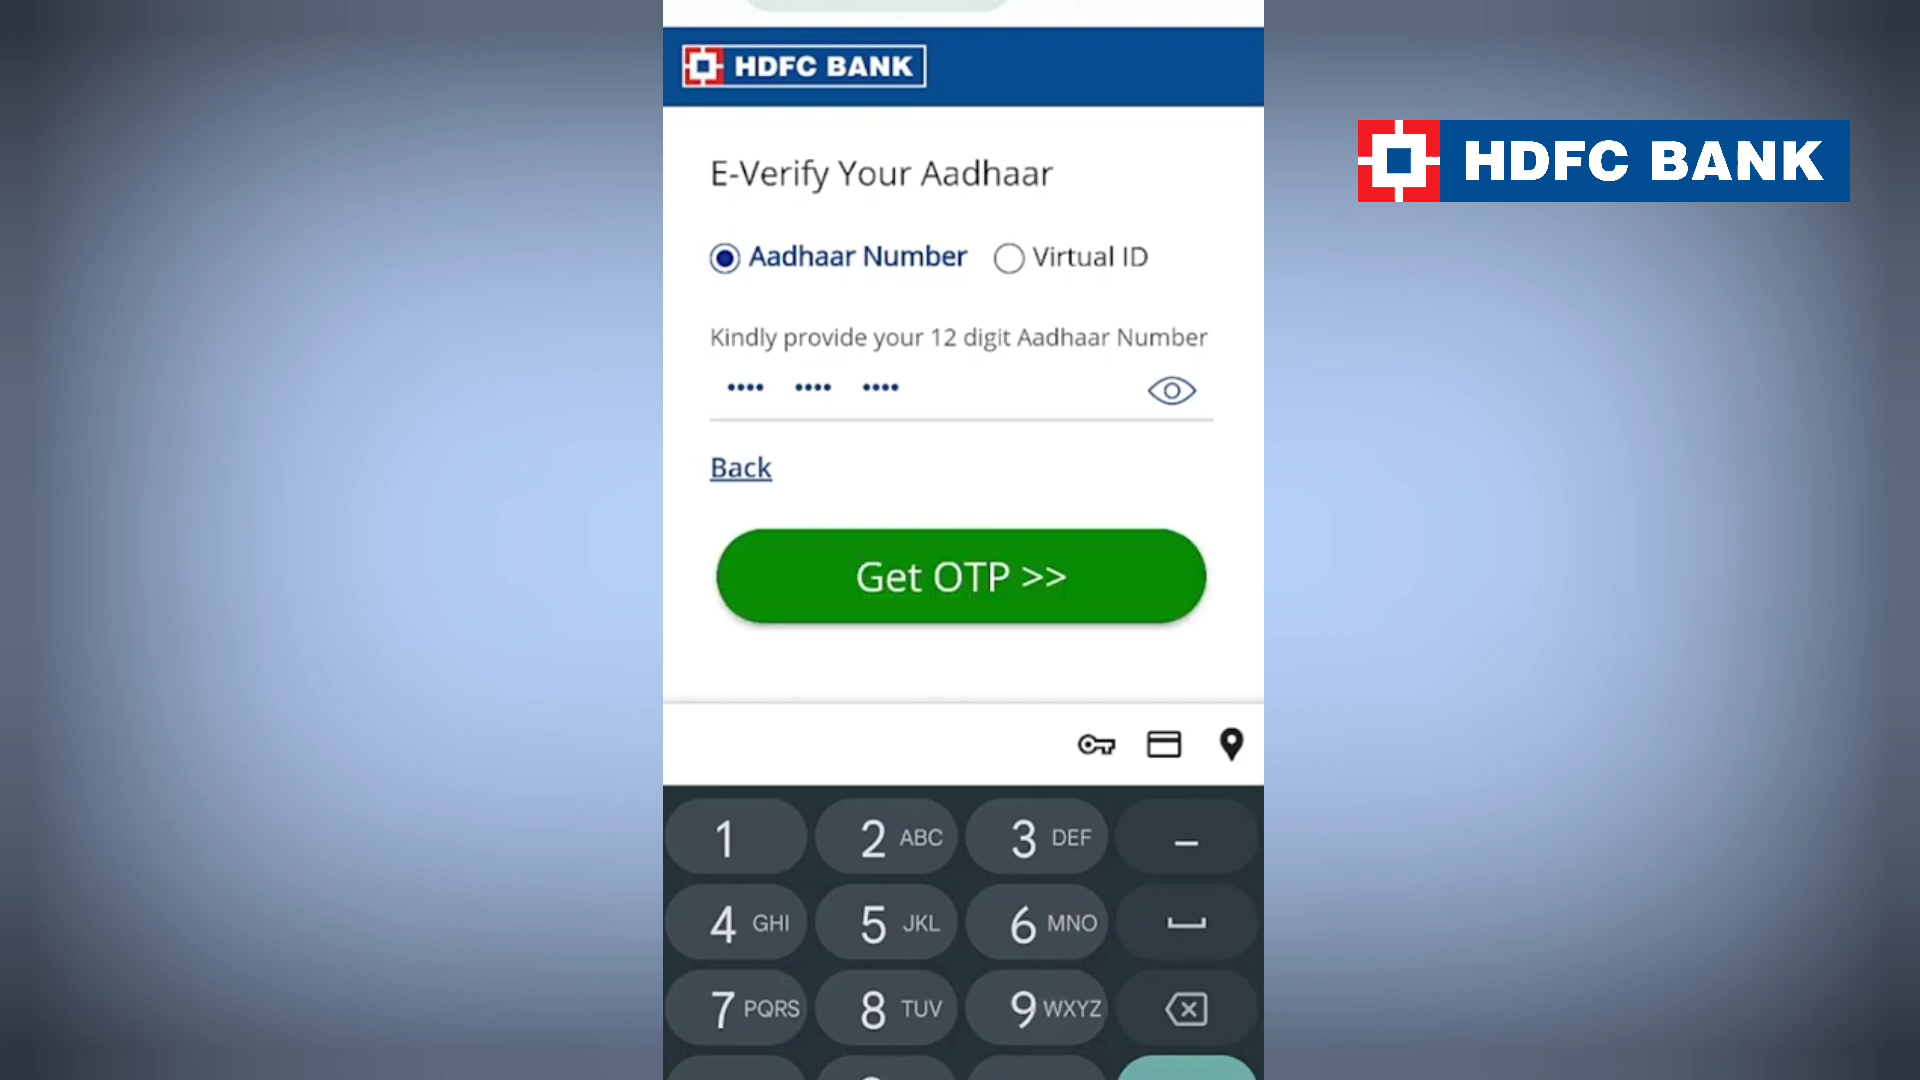 HDFC BANK
HDFC BANK
E-Verify Your Aadhaar
Aadhaar Number Virtual ID
Kindly provide your 12 digit Aadhaar Number
•••• •••• ••••
Back
Get OTP >>
1 2 ABC 3 DEF –
4 GHI 5 JKL 6 MNO
7 PQRS 8 TUV 9 WXYZ